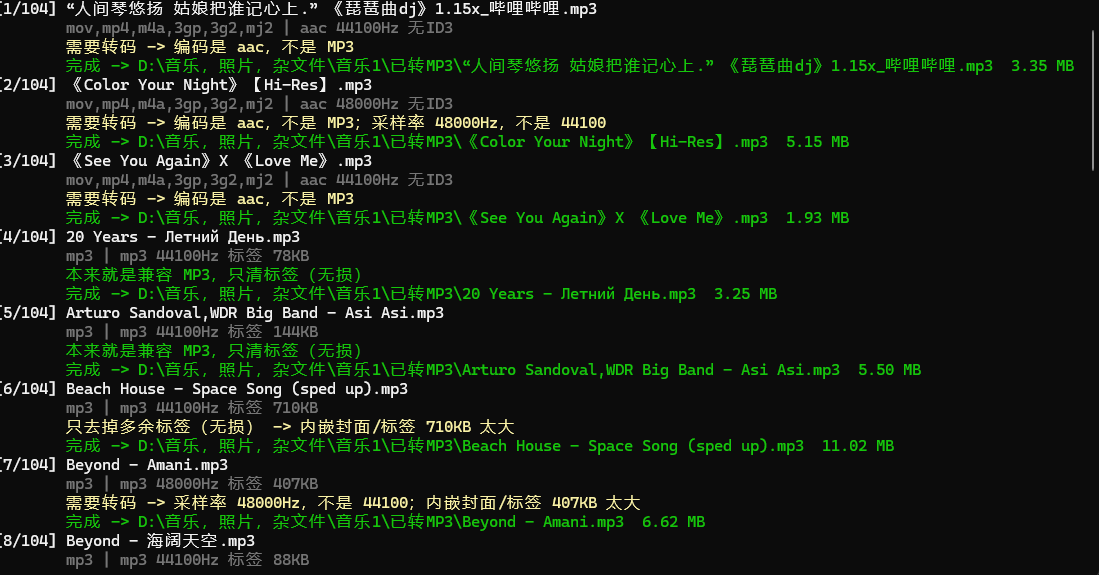 [1/104] “人间琴悠扬 姑娘把谁记心上.” 《琵琶曲dj》1.15x_哔哩哔哩.mp3
mov,mp4,m4a,3gp,3g2,mj2 | aac 44100Hz 无ID3
需要转码 -> 编码是 aac，不是 MP3
完成 -> D:\音乐，照片，杂文件\音乐1\已转MP3\“人间琴悠扬 姑娘把谁记心上.” 《琵琶曲dj》1.15x_哔哩哔哩.mp3 3.35 MB
[2/104] 《Color Your Night》【Hi-Res】.mp3
mov,mp4,m4a,3gp,3g2,mj2 | aac 48000Hz 无ID3
需要转码 -> 编码是 aac，不是 MP3；采样率 48000Hz，不是 44100
完成 -> D:\音乐，照片，杂文件\音乐1\已转MP3\《Color Your Night》【Hi-Res】.mp3 5.15 MB
[3/104] 《See You Again》X 《Love Me》.mp3
mov,mp4,m4a,3gp,3g2,mj2 | aac 44100Hz 无ID3
需要转码 -> 编码是 aac，不是 MP3
完成 -> D:\音乐，照片，杂文件\音乐1\已转MP3\《See You Again》X 《Love Me》.mp3 1.93 MB
[4/104] 20 Years - Летний День.mp3
mp3 | mp3 44100Hz 标签 78KB
本来就是兼容 MP3，只清标签（无损）
完成 -> D:\音乐，照片，杂文件\音乐1\已转MP3\20 Years - Летний День.mp3 3.25 MB
[5/104] Arturo Sandoval,WDR Big Band - Asi Asi.mp3
mp3 | mp3 44100Hz 标签 144KB
本来就是兼容 MP3，只清标签（无损）
完成 -> D:\音乐，照片，杂文件\音乐1\已转MP3\Arturo Sandoval,WDR Big Band - Asi Asi.mp3 5.50 MB
[6/104] Beach House - Space Song (sped up).mp3
mp3 | mp3 44100Hz 标签 710KB
只去掉多余标签（无损） -> 内嵌封面/标签 710KB 太大
完成 -> D:\音乐，照片，杂文件\音乐1\已转MP3\Beach House - Space Song (sped up).mp3 11.02 MB
[7/104] Beyond - Amani.mp3
mp3 | mp3 48000Hz 标签 407KB
需要转码 -> 采样率 48000Hz，不是 44100；内嵌封面/标签 407KB 太大
完成 -> D:\音乐，照片，杂文件\音乐1\已转MP3\Beyond - Amani.mp3 6.62 MB
[8/104] Beyond - 海阔天空.mp3
mp3 | mp3 44100Hz 标签 88KB